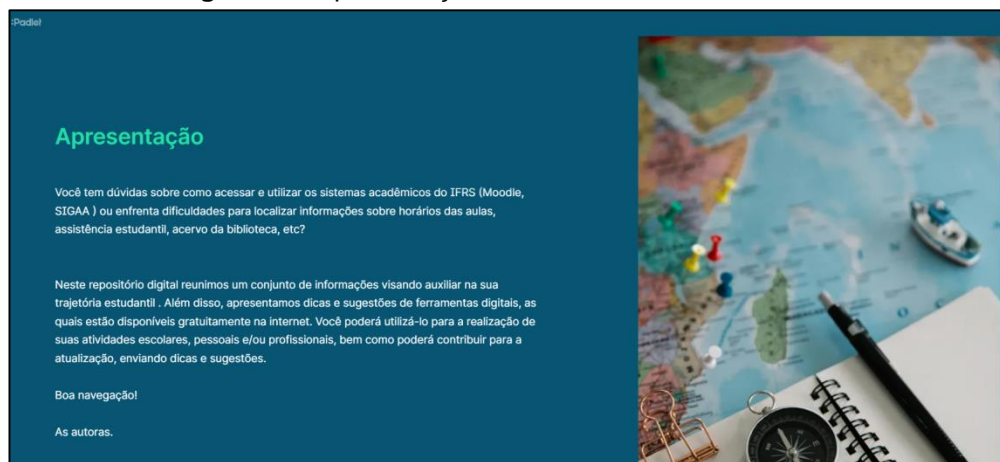 :Padlet
Apresentação
Você tem dúvidas sobre como acessar e utilizar os sistemas acadêmicos do IFRS (Moodle,
SIGAA ) ou enfrenta dificuldades para localizar informações sobre horários das aulas,
assistência estudantil, acervo da biblioteca, etc?
Neste repositório digital reunimos um conjunto de informações visando auxiliar na sua
trajetória estudantil . Além disso, apresentamos dicas e sugestões de ferramentas digitais, as
quais estão disponíveis gratuitamente na internet. Você poderá utilizá-lo para a realização de
suas atividades escolares, pessoais e/ou profissionais, bem como poderá contribuir para a
atualização, enviando dicas e sugestões.
Boa navegação!
As autoras.